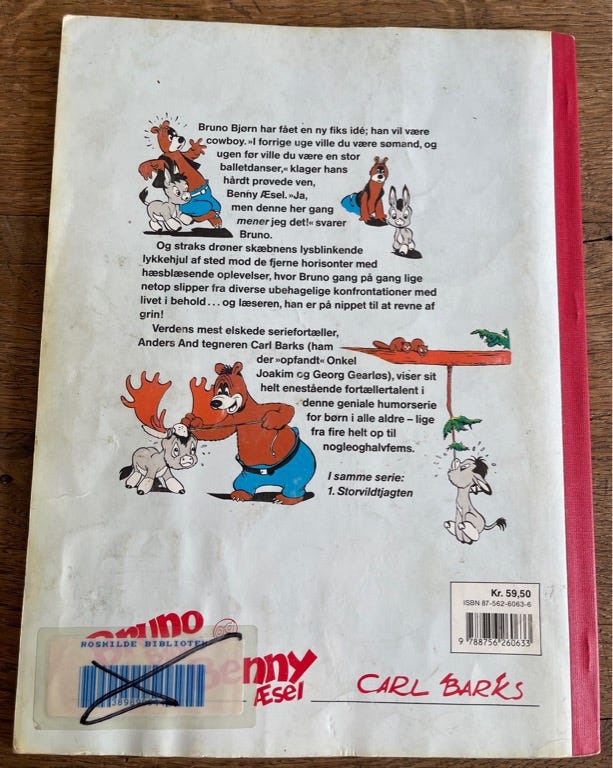 Bruno Bjørn har fået en ny fiks idé; han vil være
cowboy. »I forrige uge ville du være sømand, og
ugen før ville du være en stor
balletdanser,« klager hans
hårdt prøvede ven,
Benny Æsel. »Ja,
men denne her gang
mener jeg det!« svarer
Bruno.
Og straks drøner skæbnens lysblinkende
lykkehjul af sted mod de fjerne horisonter med
hæsblæsende oplevelser, hvor Bruno gang på gang lige
netop slipper fra diverse ubehagelige konfrontationer med
livet i behold... og læseren, han er på nippet til at revne af
grin!
Verdens mest elskede seriefortæller,
Anders And tegneren Carl Barks (ham
der »opfandt« Onkel
Joakim og Georg Gearløs), viser sit
helt enestående fortællertalent i
denne geniale humorserie
for børn i alle aldre – lige
fra fire helt op til
nogleoghalvfems.
I samme serie:
1. Storvildtjagten
Kr. 59,50
ISBN 87-562-6063-6
9 788756 260633
Bruno
og
ROSKILDE BIBLIOTEK
Benny
Æsel
CARL BARKS